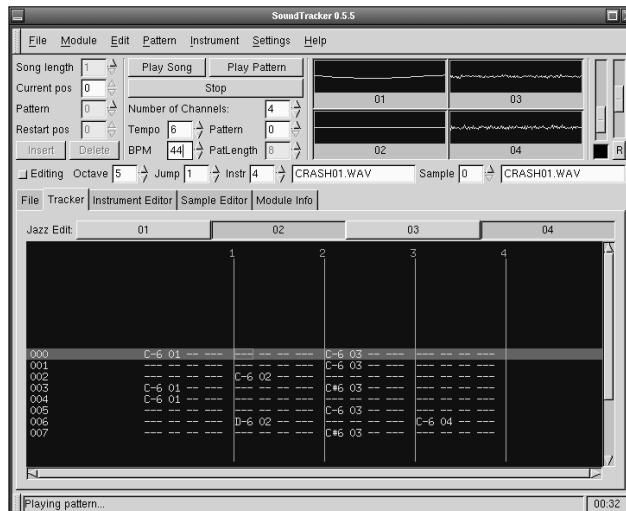 SoundTracker 0.5.5
File Module Edit Pattern Instrument Settings Help
Song length 1 Play Song Play Pattern
Current pos 0 Stop
Pattern 0 Number of Channels: 4
Restart pos 0 Tempo 6 Pattern 0
Insert Delete BPM 44 PatLength 8
01 03
02 04
R
Editing Octave 5 Jump 1 Instr 4 CRASH01.WAV Sample 0 CRASH01.WAV
File Tracker Instrument Editor Sample Editor Module Info
Jazz Edit: 01 02 03 04
1 2 3 4
000 C-6 01 -- --- --- -- -- --- C-6 03 -- --- --- -- -- ---
001 --- -- -- --- --- -- -- --- C-6 03 -- --- --- -- -- ---
002 --- -- -- --- C-6 02 -- --- --- -- -- --- --- -- -- ---
003 C-6 01 -- --- --- -- -- --- C#6 03 -- --- --- -- -- ---
004 C-6 01 -- --- --- -- -- --- --- -- -- --- --- -- -- ---
005 --- -- -- --- --- -- -- --- C-6 03 -- --- --- -- -- ---
006 --- -- -- --- D-6 02 -- --- --- -- -- --- C-6 04 -- ---
007 --- -- -- --- --- -- -- --- C#6 03 -- --- --- -- -- ---
Playing pattern... 00:32